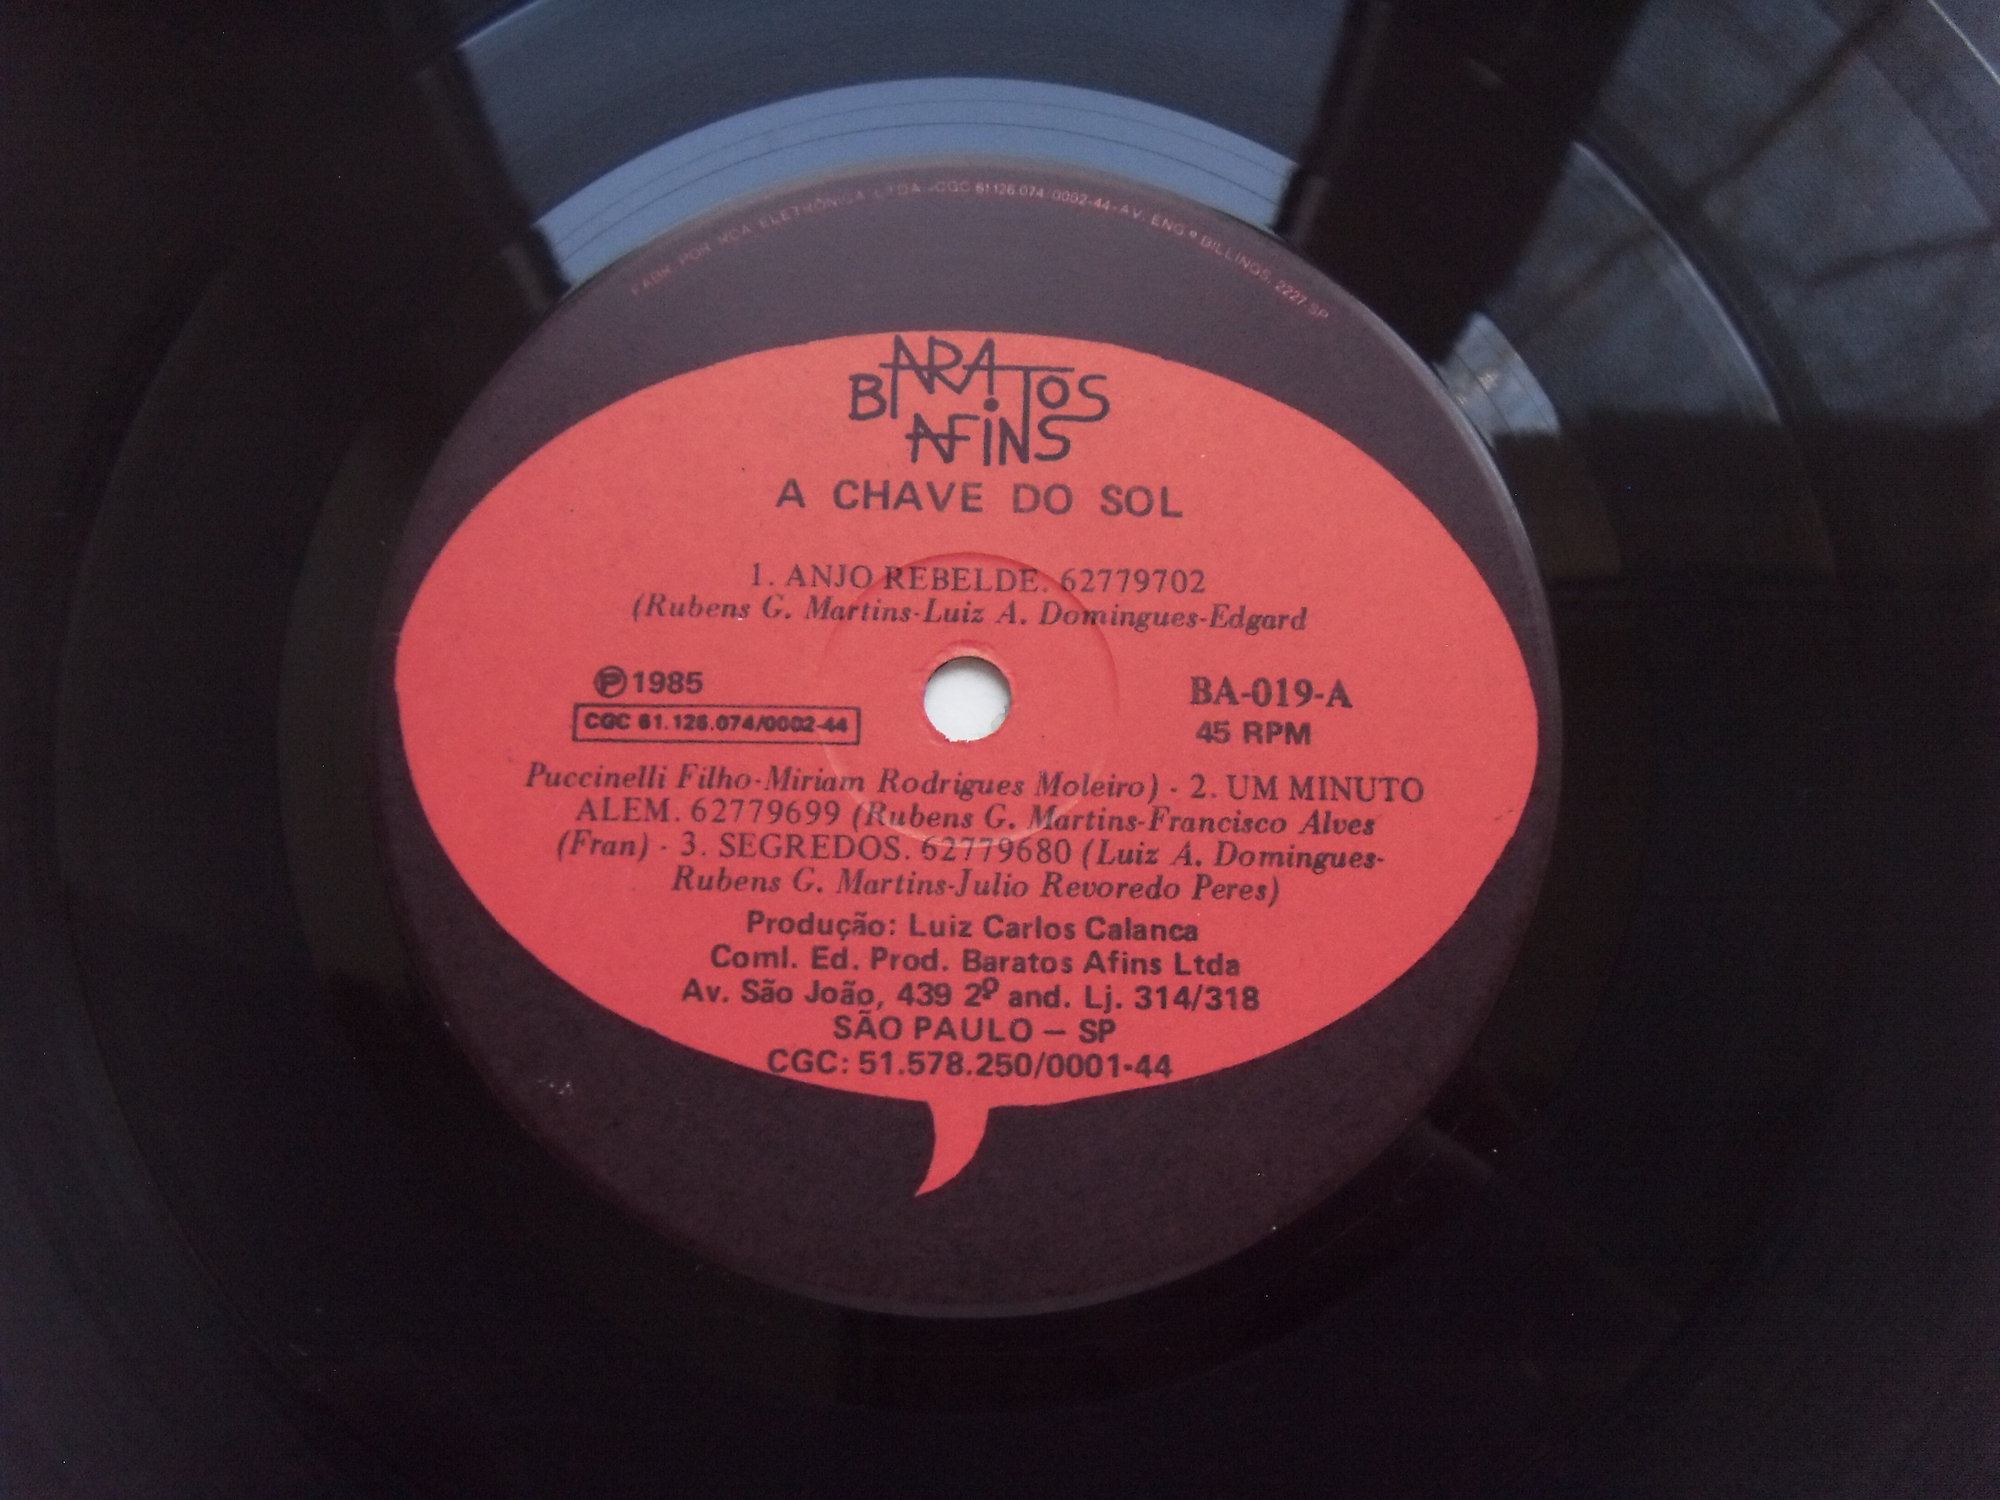 FABR. POR RCA ELETRÔNICA LTDA -CGC 61.126.074/0002-44-AV. ENGº BILLINGS, 2227 SP
BARATOS
AFINS
A CHAVE DO SOL
1. ANJO REBELDE. 62779702
(Rubens G. Martins-Luiz A. Domingues-Edgard
Ⓟ1985
BA-019-A
CGC 61.126.074/0002-44
45 RPM
Puccinelli Filho-Miriam Rodrigues Moleiro) - 2. UM MINUTO
ALEM. 62779699 (Rubens G. Martins-Francisco Alves
(Fran) - 3. SEGREDOS. 62779680 (Luiz A. Domingues-
Rubens G. Martins-Julio Revoredo Peres)
Produção: Luiz Carlos Calanca
Coml. Ed. Prod. Baratos Afins Ltda
Av. São João, 439 2º and. Lj. 314/318
SÃO PAULO – SP
CGC: 51.578.250/0001-44